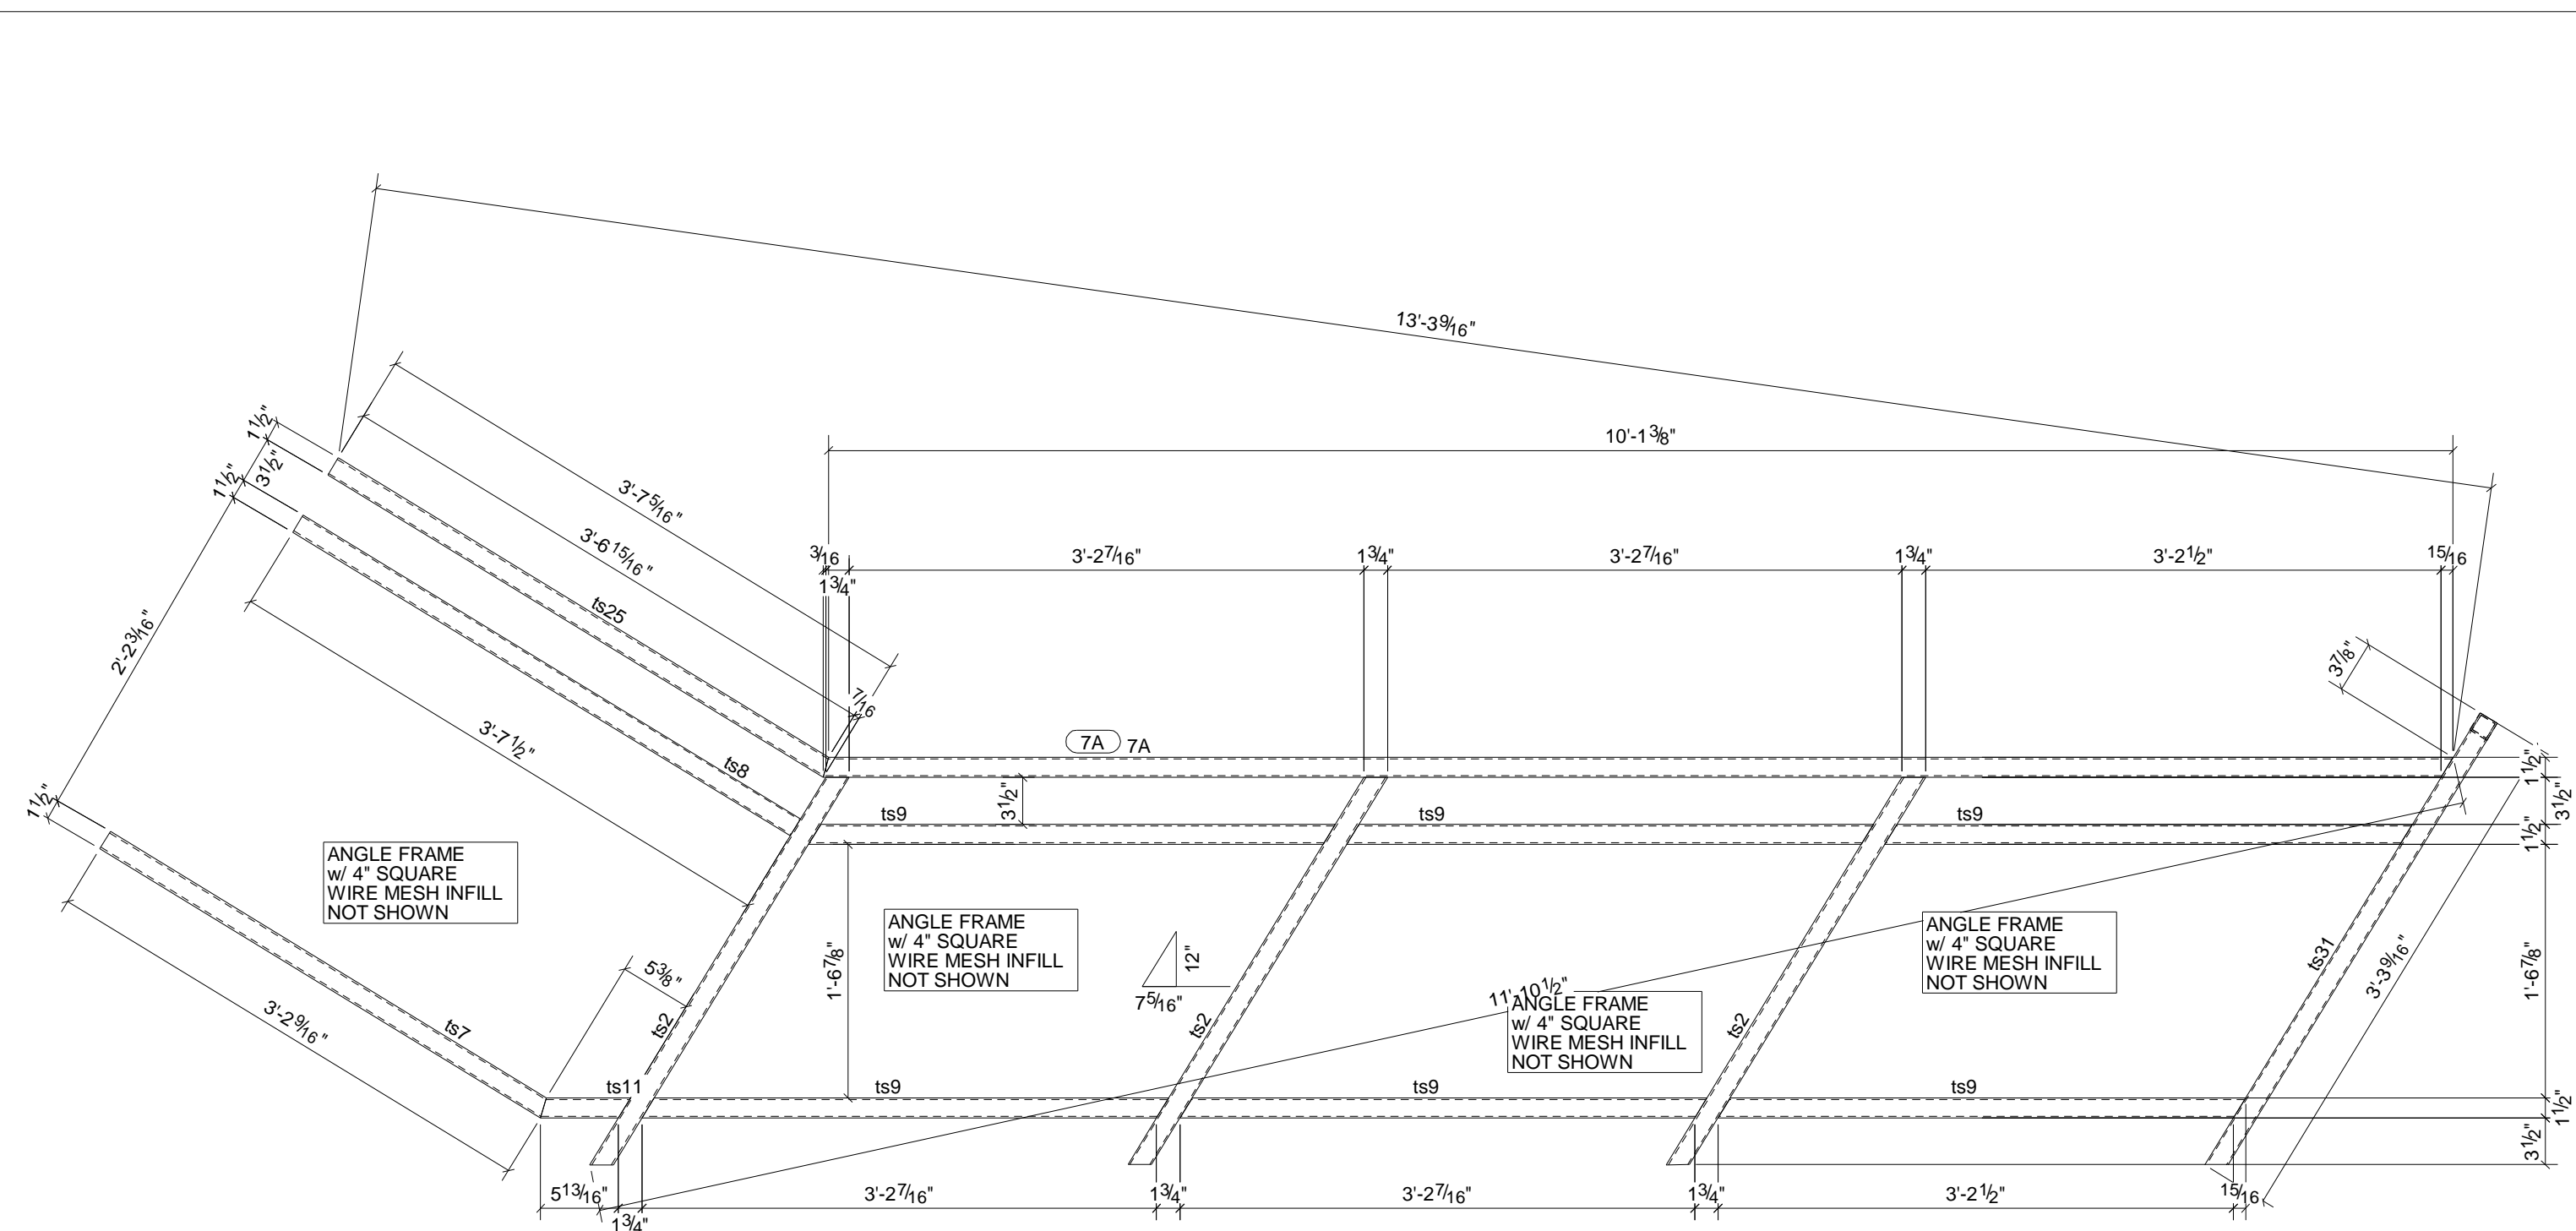 13'-3 9/16"
10'-1 3/8"
1 1/2"
3 1/2"
1 1/2"
3'-7 5/16"
3'-6 15/16"
3/16
1 3/4"
3'-2 7/16"
1 3/4"
3'-2 7/16"
1 3/4"
3'-2 1/2"
15/16
2'-2 3/16"
ts25
3 7/8"
7/16
3'-7 1/2"
ts8
7A
7A
1 1/2"
3 1/2"
3 1/2"
ts9
ts9
ts9
1 1/2"
1 1/2"
ANGLE FRAME
w/ 4" SQUARE
WIRE MESH INFILL
NOT SHOWN
ANGLE FRAME
w/ 4" SQUARE
WIRE MESH INFILL
NOT SHOWN
ANGLE FRAME
w/ 4" SQUARE
WIRE MESH INFILL
NOT SHOWN
1'-6 7/8"
12"
7 5/16"
5 3/8"
11'-10 1/2"
ANGLE FRAME
w/ 4" SQUARE
WIRE MESH INFILL
NOT SHOWN
ts31
3'-3 9/16"
1'-6 7/8"
3'-2 9/16"
ts7
ts2
ts2
ts2
ts11
ts9
ts9
ts9
1 1/2"
3 1/2"
5 13/16"
1 3/4"
3'-2 7/16"
1 3/4"
3'-2 7/16"
1 3/4"
3'-2 1/2"
15/16